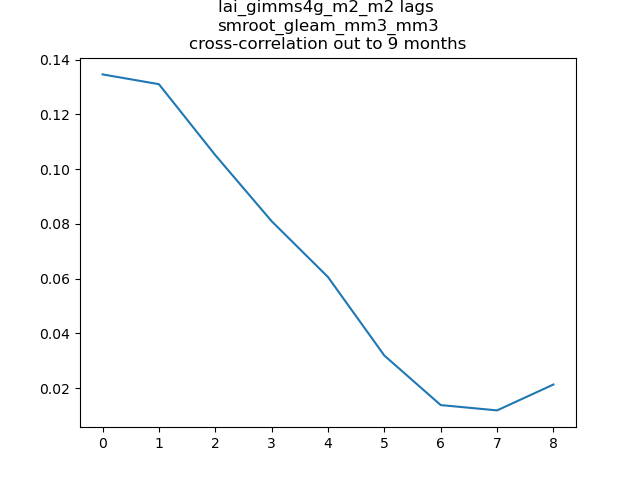 lai_gimms4g_m2_m2 lags
smroot_gleam_mm3_mm3
cross-correlation out to 9 months
0.14
0.12
0.10
0.08
0.06
0.04
0.02
0 1 2 3 4 5 6 7 8